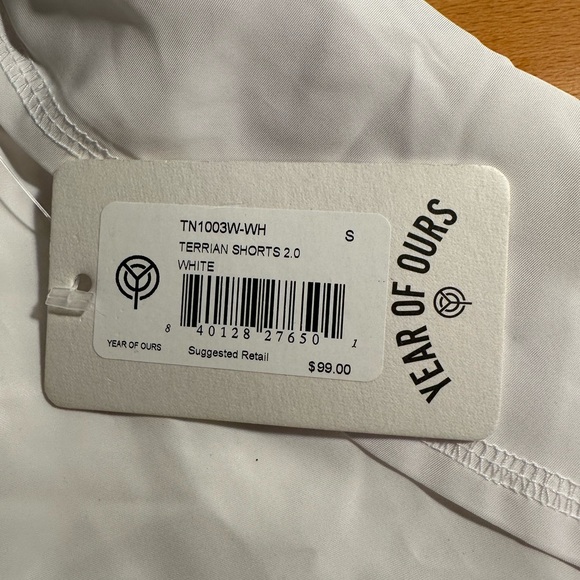 TN1003W-WH S
TERRIAN SHORTS 2.0
WHITE
8 40128 27650 1
YEAR OF OURS Suggested Retail $99.00
YEAR OF OURS